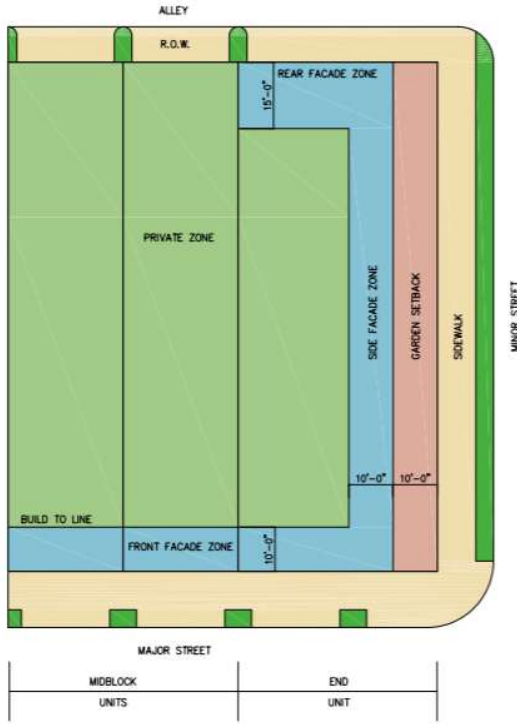 ALLEY
R.O.W.
REAR FACADE ZONE
15'-0"
PRIVATE ZONE
SIDE FACADE ZONE
GARDEN SETBACK
SIDEWALK
MINOR STREET
10'-0"
10'-0"
BUILD TO LINE
FRONT FACADE ZONE
10'-0"
MAJOR STREET
MIDBLOCK
END
UNITS
UNIT